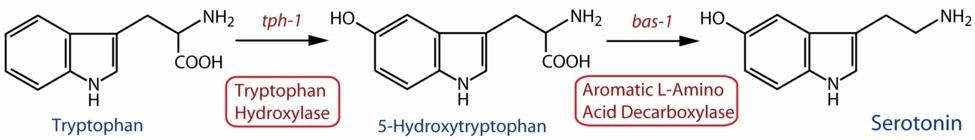 NH₂
COOH
N
H
Tryptophan
tph-1
Tryptophan
Hydroxylase
HO
NH₂
COOH
N
H
5-Hydroxytryptophan
bas-1
Aromatic L-Amino
Acid Decarboxylase
HO
NH₂
N
H
Serotonin